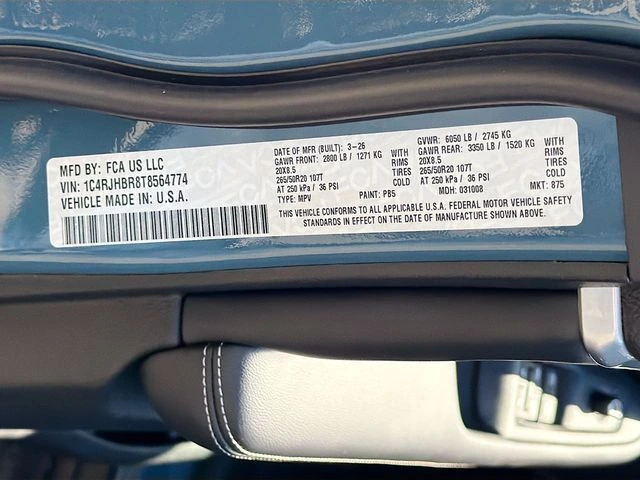 MFD BY: FCA US LLC
VIN: 1C4RJHBR8T8564774
VEHICLE MADE IN: U.S.A.
DATE OF MFR (BUILT): 3-26
GAWR FRONT: 2800 LB / 1271 KG
20X8.5 RIMS
265/50R20 107T TIRES
AT 250 kPa / 36 PSI COLD
TYPE: MPV PAINT: PB5
GVWR: 6050 LB / 2745 KG
GAWR REAR: 3350 LB / 1520 KG WITH
20X8.5 RIMS
265/50R20 107T TIRES
AT 250 kPa / 36 PSI COLD
MDH: 031008 MKT: 875
THIS VEHICLE CONFORMS TO ALL APPLICABLE U.S.A. FEDERAL MOTOR VEHICLE SAFETY
STANDARDS IN EFFECT ON THE DATE OF MANUFACTURE SHOWN ABOVE.